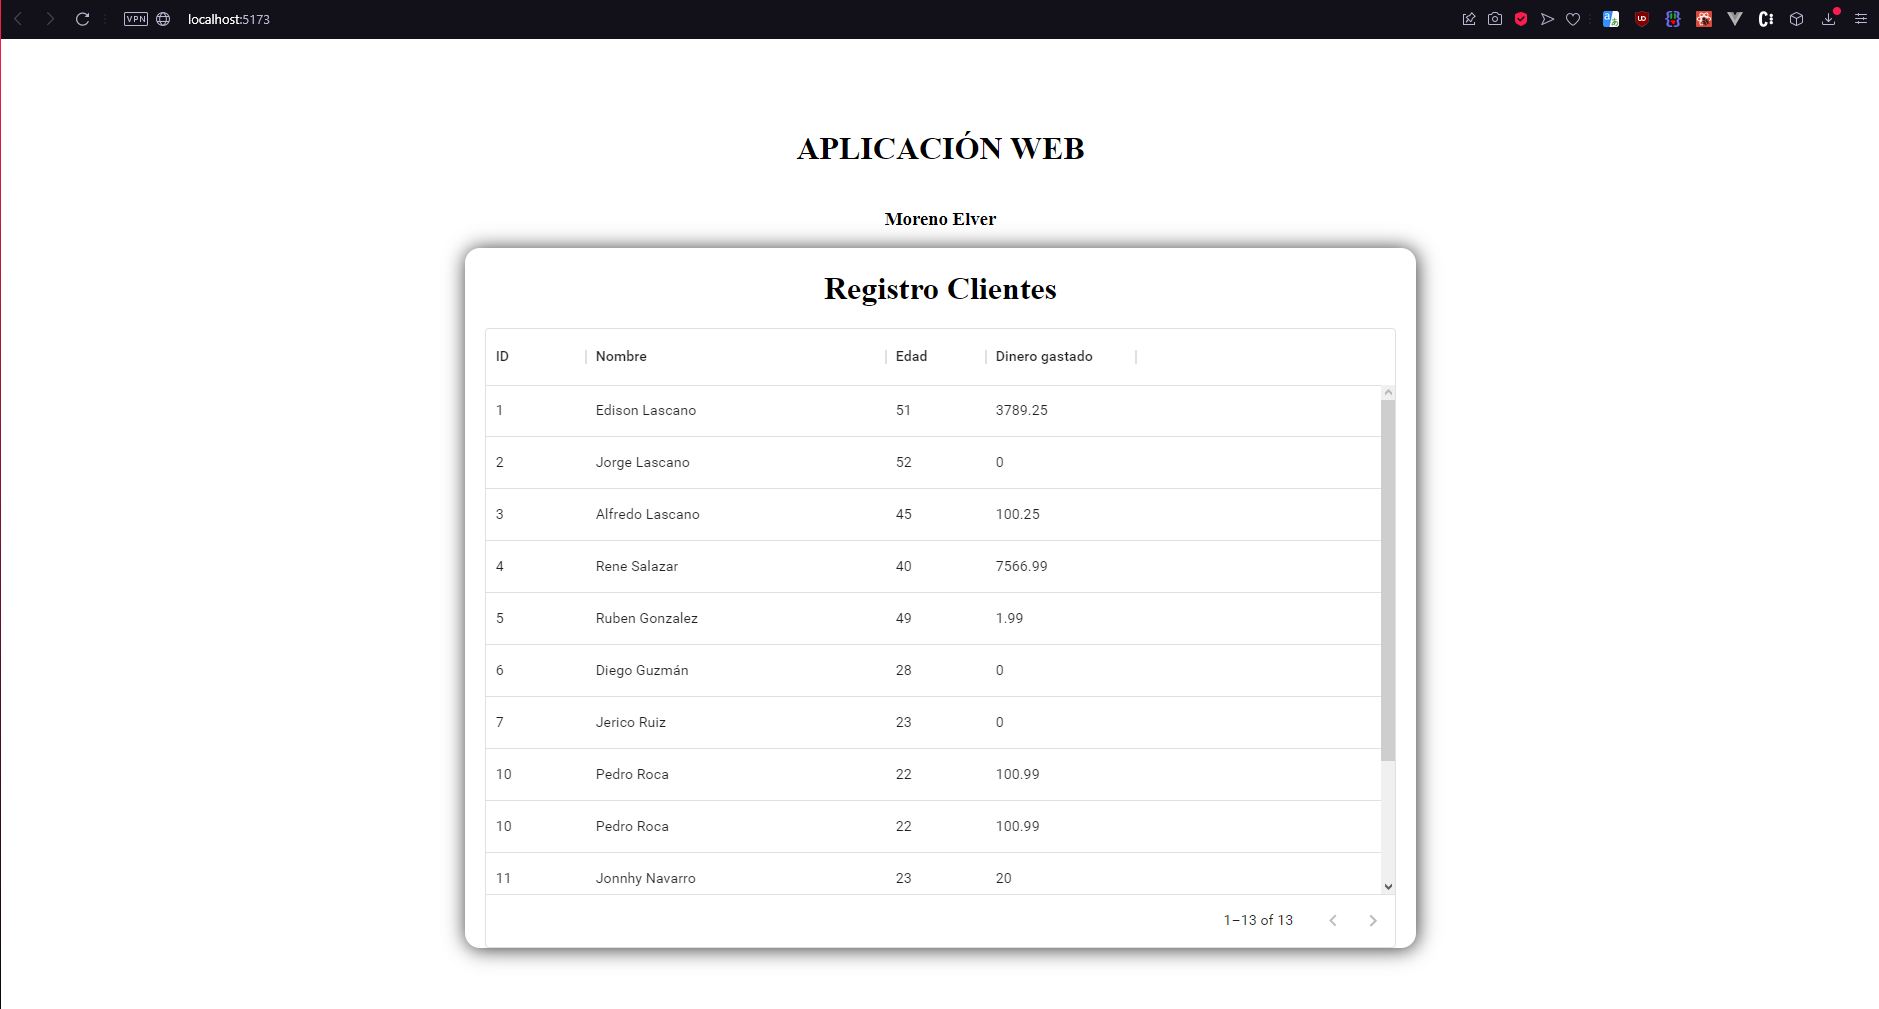 VPN localhost:5173
APLICACIÓN WEB
Moreno Elver
Registro Clientes
ID Nombre Edad Dinero gastado
1 Edison Lascano 51 3789.25
2 Jorge Lascano 52 0
3 Alfredo Lascano 45 100.25
4 Rene Salazar 40 7566.99
5 Ruben Gonzalez 49 1.99
6 Diego Guzmán 28 0
7 Jerico Ruiz 23 0
10 Pedro Roca 22 100.99
10 Pedro Roca 22 100.99
11 Jonnhy Navarro 23 20
1–13 of 13